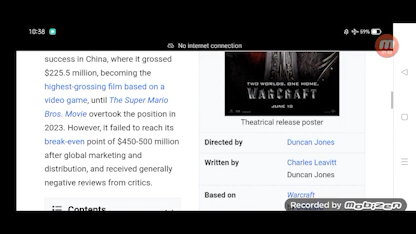 10:38
59%
No internet connection
success in China, where it grossed
$225.5 million, becoming the
highest-grossing film based on a
video game, until The Super Mario
Bros. Movie overtook the position in
2023. However, it failed to reach its
break-even point of $450-500 million
after global marketing and
distribution, and received generally
negative reviews from critics.
Contents
TWO WORLDS. ONE HOME.
WARCRAFT
JUNE 10
Theatrical release poster
Directed by Duncan Jones
Written by Charles Leavitt
Duncan Jones
Based on Warcraft
Recorded by
mobizen